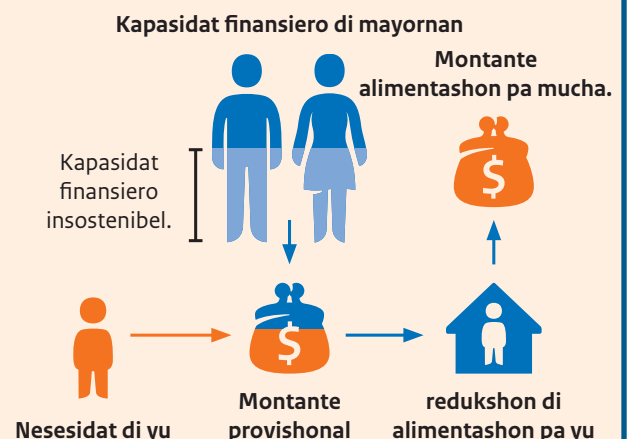 Kapasidat finansiero di mayornan
Montante
alimentashon pa mucha.
Kapasidat
finansiero
insostenibel.
$
$
Nesesidat di yu
Montante
provishonal
redukshon di
alimentashon pa yu